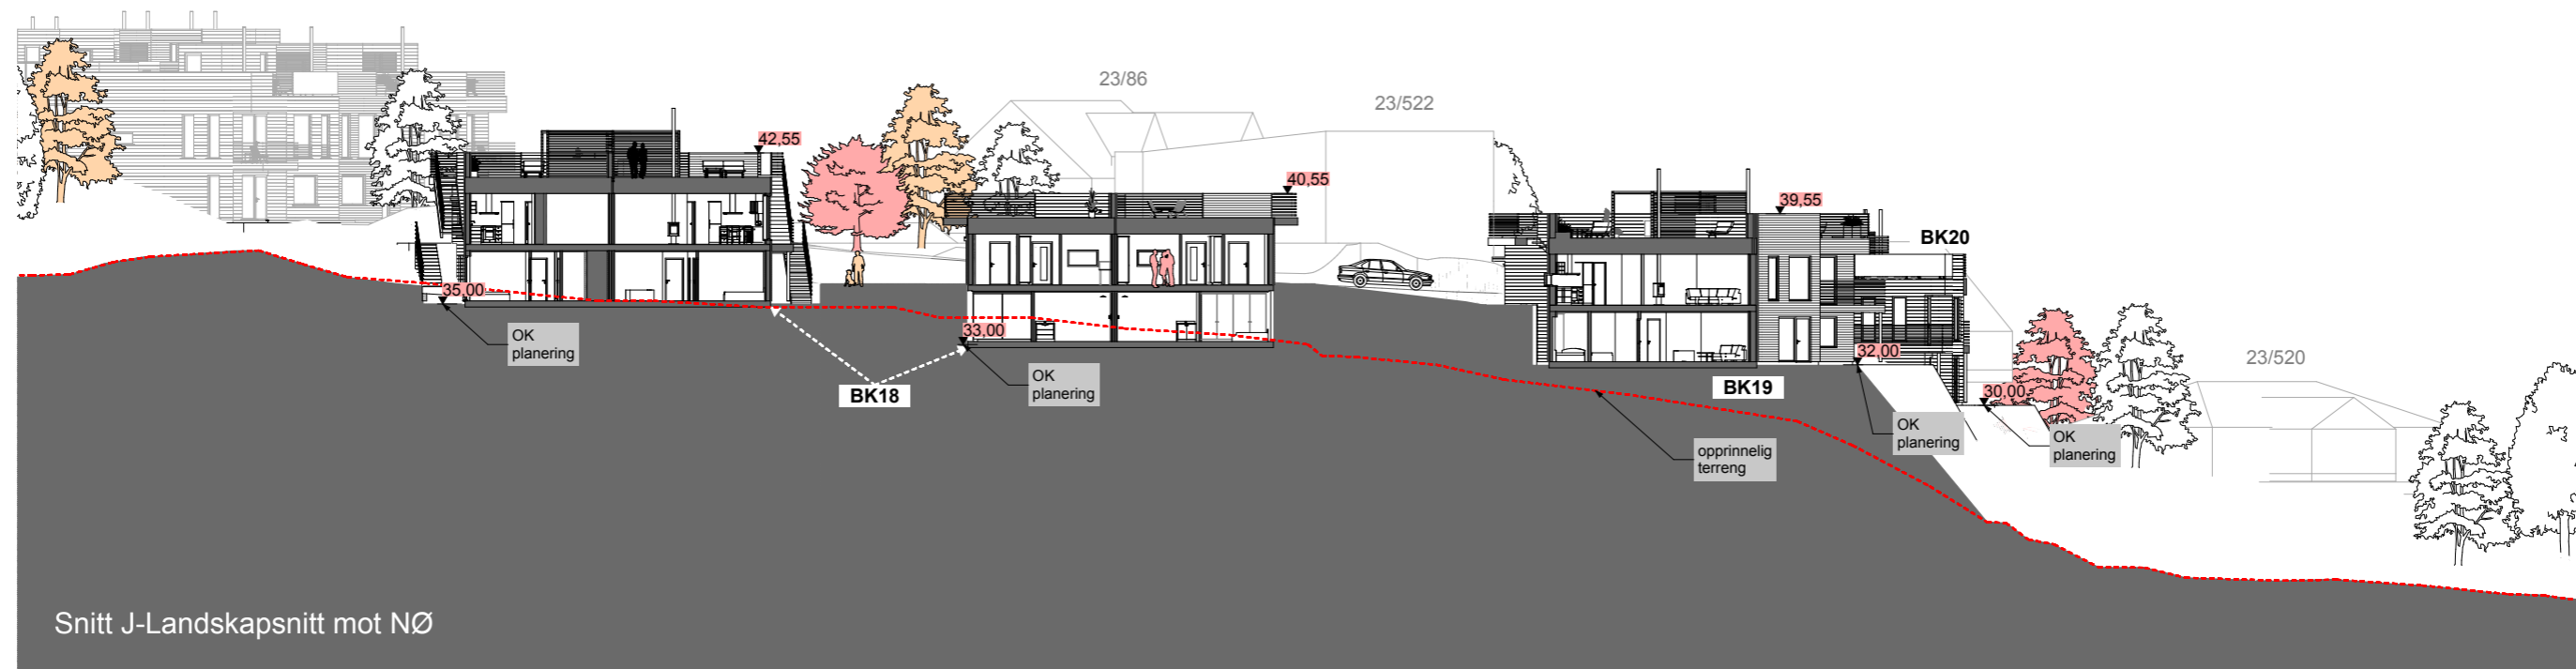 23/86
23/522
42,55
40,55
39,55
BK20
35,00
OK
planering
33,00
OK
planering
BK18
BK19
32,00
OK
planering
30,00
OK
planering
23/520
opprinnelig
terreng
Snitt J-Landskapsnitt mot NØ